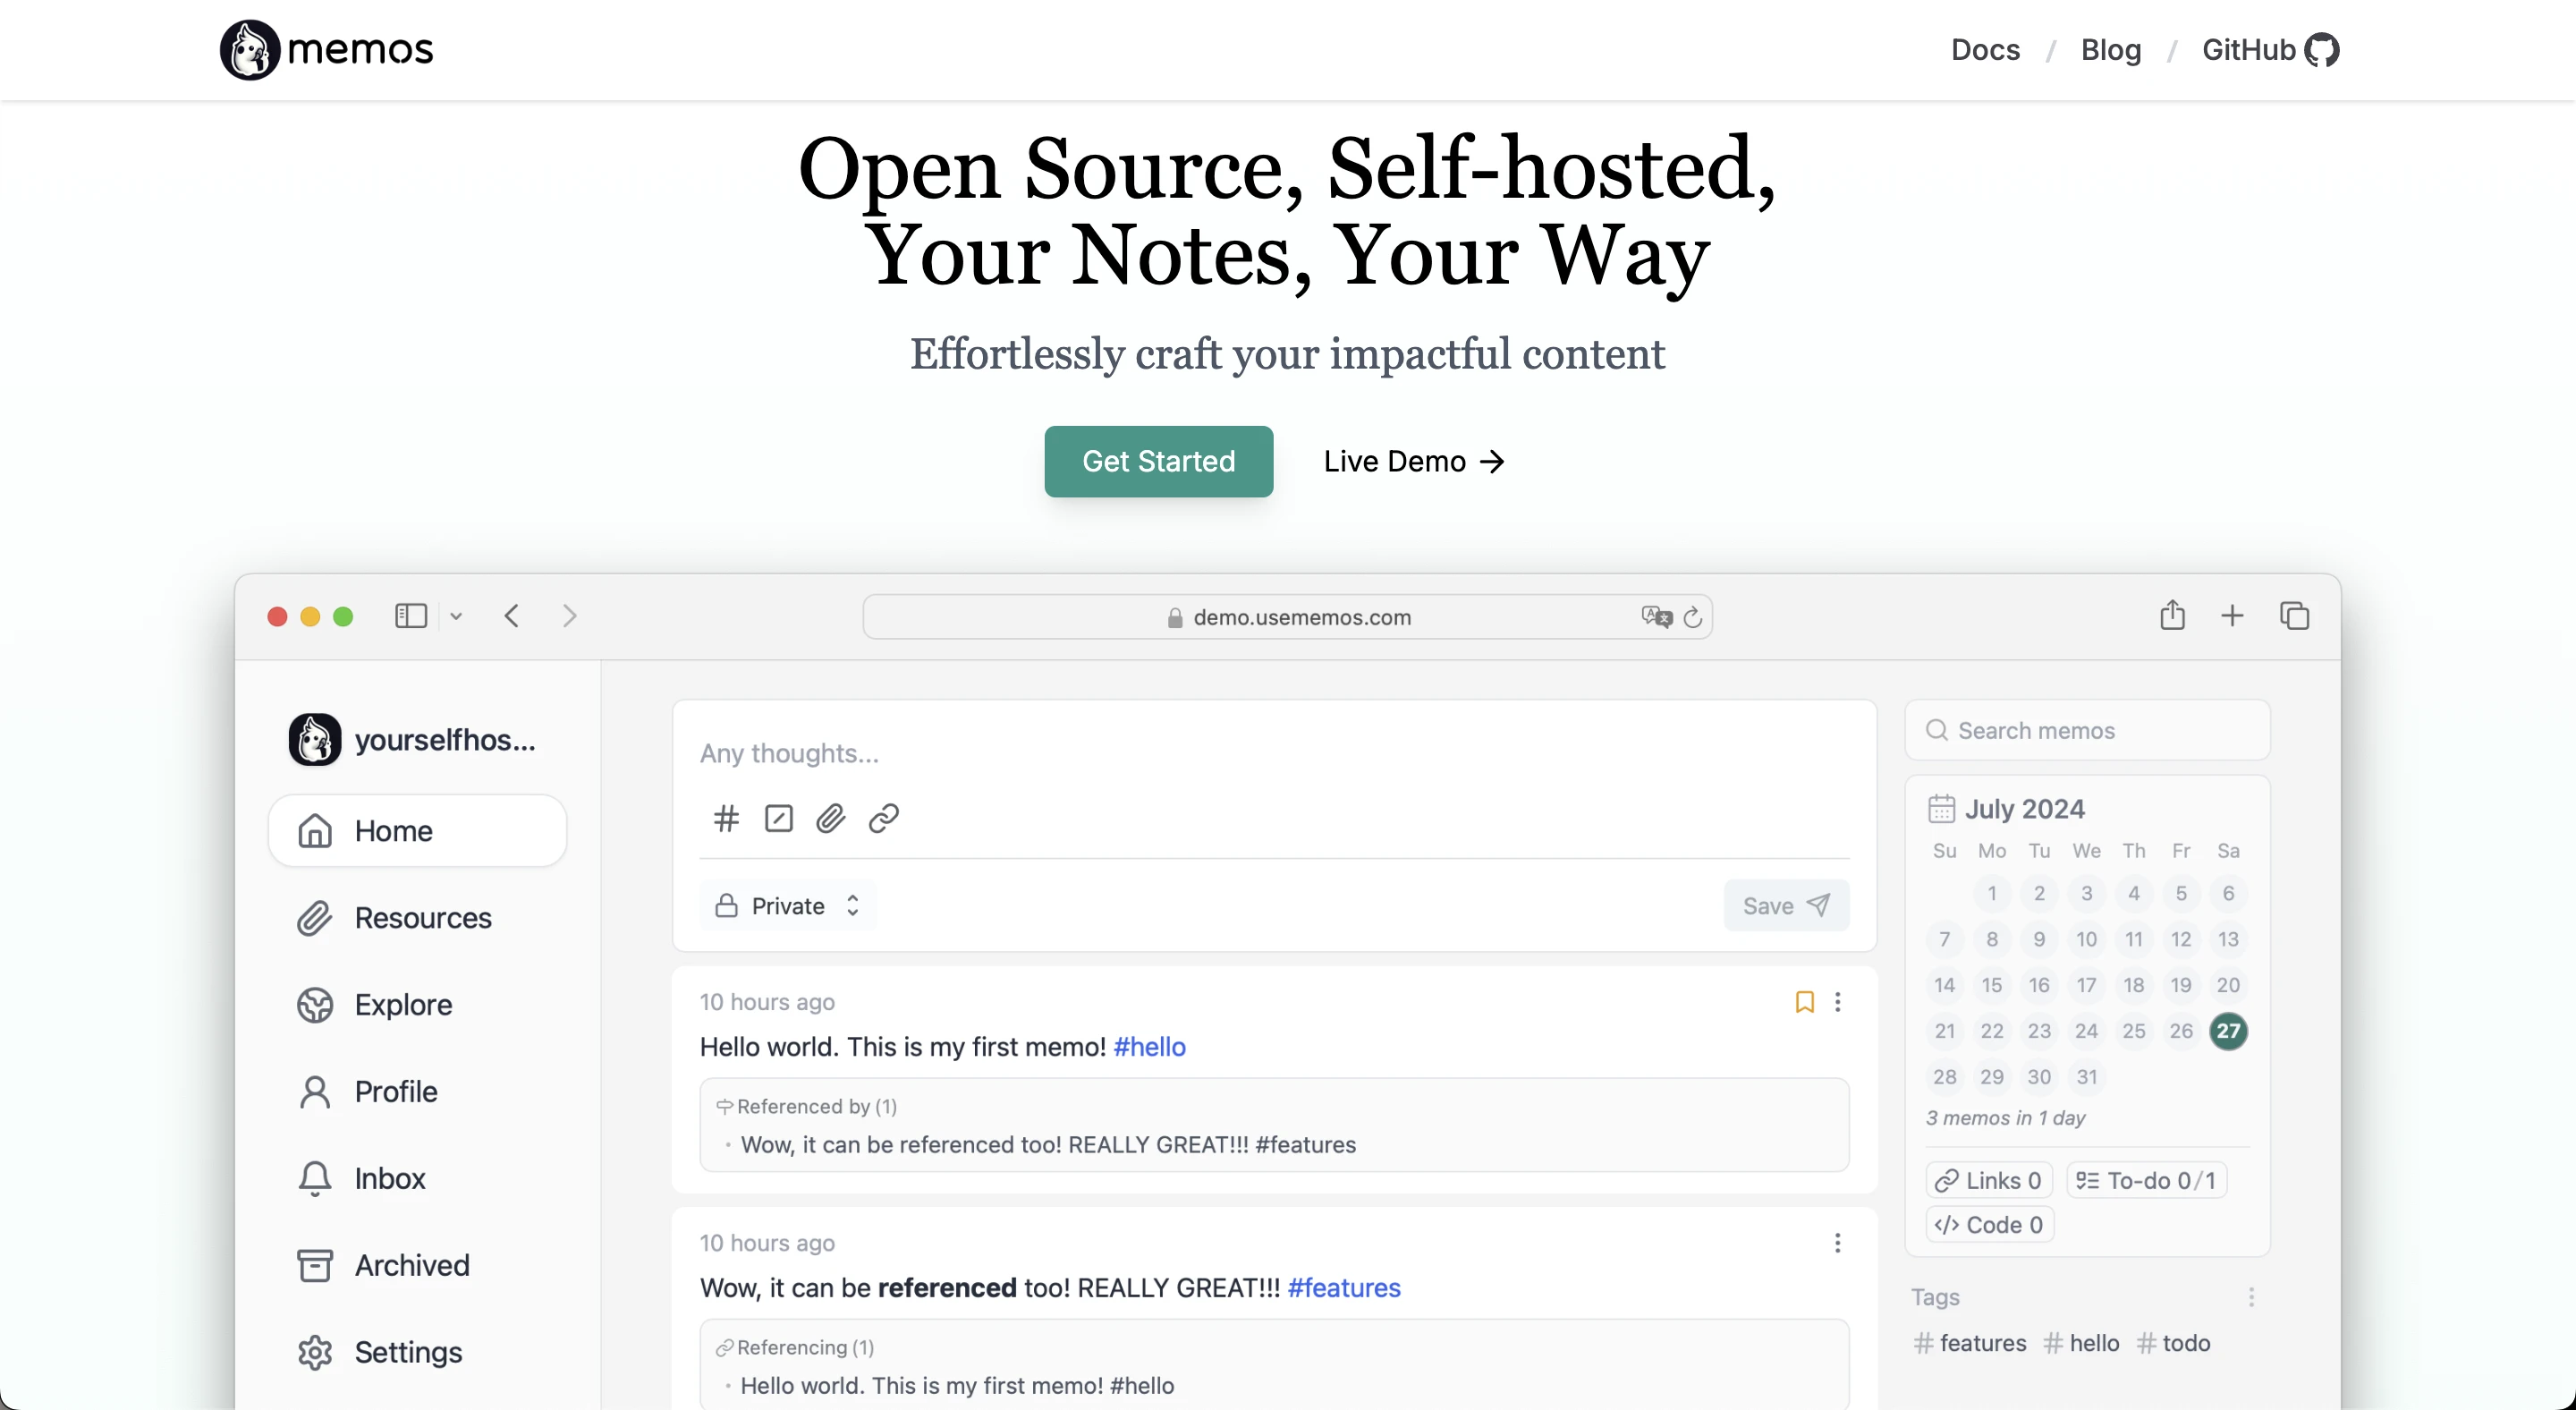 memos
Docs / Blog / GitHub
Open Source, Self-hosted,
Your Notes, Your Way
Effortlessly craft your impactful content
Get Started
Live Demo →
demo.usememos.com
yourselfhos...
Home
Resources
Explore
Profile
Inbox
Archived
Settings
Any thoughts...
Private
Save
10 hours ago
Hello world. This is my first memo! #hello
Referenced by (1)
• Wow, it can be referenced too! REALLY GREAT!!! #features
10 hours ago
Wow, it can be referenced too! REALLY GREAT!!! #features
Referencing (1)
• Hello world. This is my first memo! #hello
Search memos
July 2024
Su Mo Tu We Th Fr Sa
1 2 3 4 5 6
7 8 9 10 11 12 13
14 15 16 17 18 19 20
21 22 23 24 25 26 27
28 29 30 31
3 memos in 1 day
Links 0
To-do 0/1
</> Code 0
Tags
# features # hello # todo